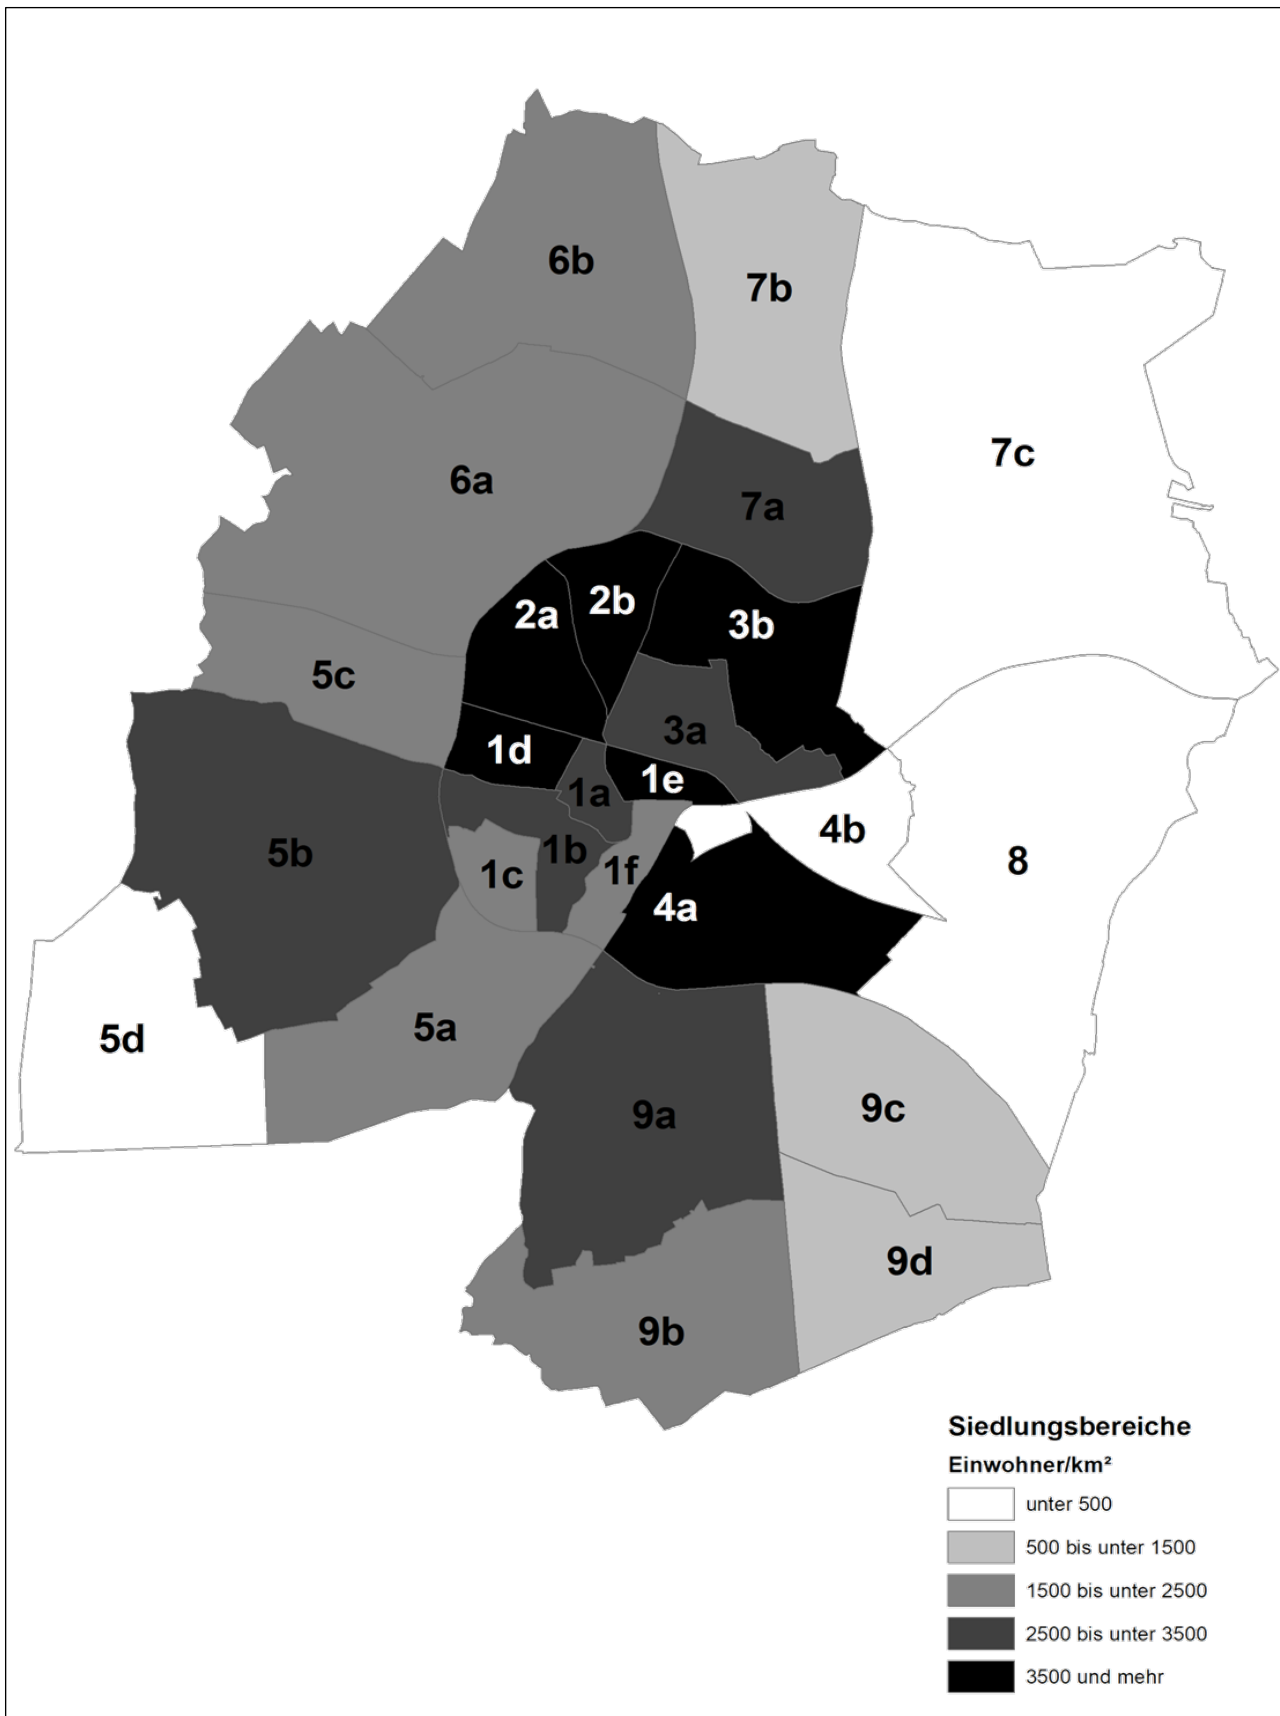 6b
7b
7c
6a
7a
2a
2b
3b
5c
3a
1d
1e
1a
4b
5b
1b
8
1c
1f
4a
5d
5a
9a
9c
9d
9b
Siedlungsbereiche
Einwohner/km²
unter 500
500 bis unter 1500
1500 bis unter 2500
2500 bis unter 3500
3500 und mehr